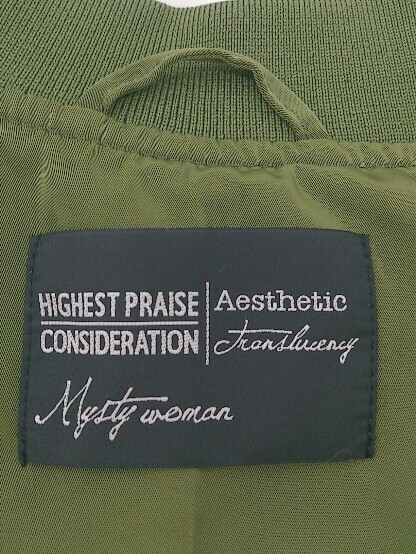 HIGHEST PRAISE
CONSIDERATION
Aesthetic
Translucency
Mysty woman